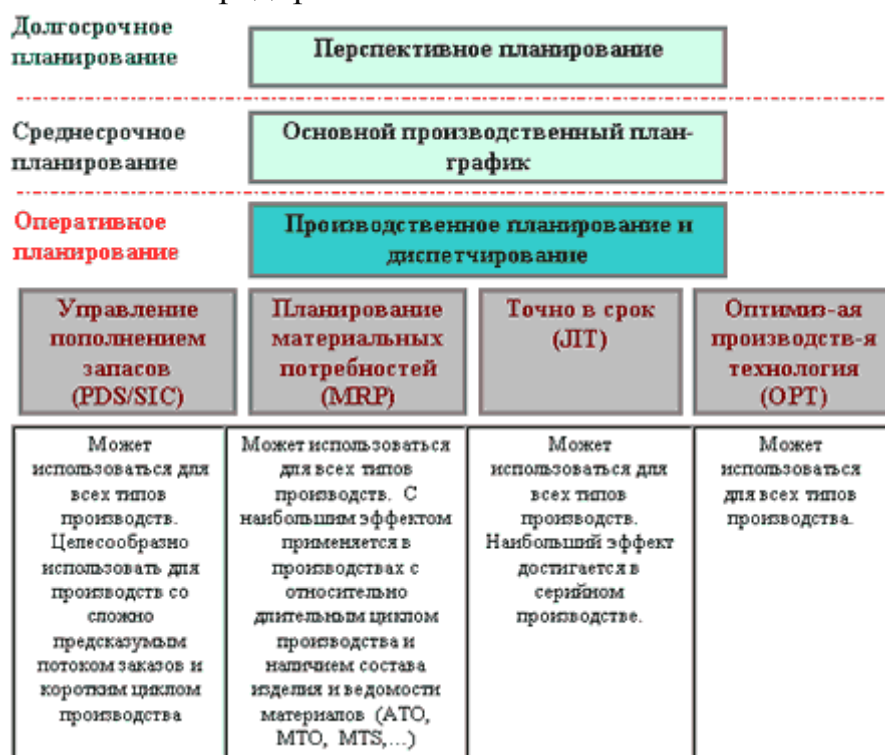 Долгосрочное
планирование
Перспективное планирование
Среднесрочное
планирование
Основной производственный план-
график
Оперативное
планирование
Производственное планирование и
диспетчирование
Управление
пополнением
запасов
(PDS/SIC)
Планирование
материальных
потребностей
(MRP)
Точно в срок
(JIT)
Оптимиз-ая
производств-я
технология
(OPT)
Может
использоваться для
всех типов
производств.
Целесообразно
использовать для
производств со
сложно
предсказуемым
потоком заказов и
коротким циклом
производства
Может использоваться
для всех типов
производств. С
наибольшим эффектом
применяется в
производствах с
относительно
длительным циклом
производства и
наличием состава
изделия и ведомости
материалов (ATO,
MTO, MTS,...)
Может
использоваться для
всех типов
производств.
Наибольший эффект
достигается в
серийном
производстве.
Может
использоваться
для всех типов
производства.